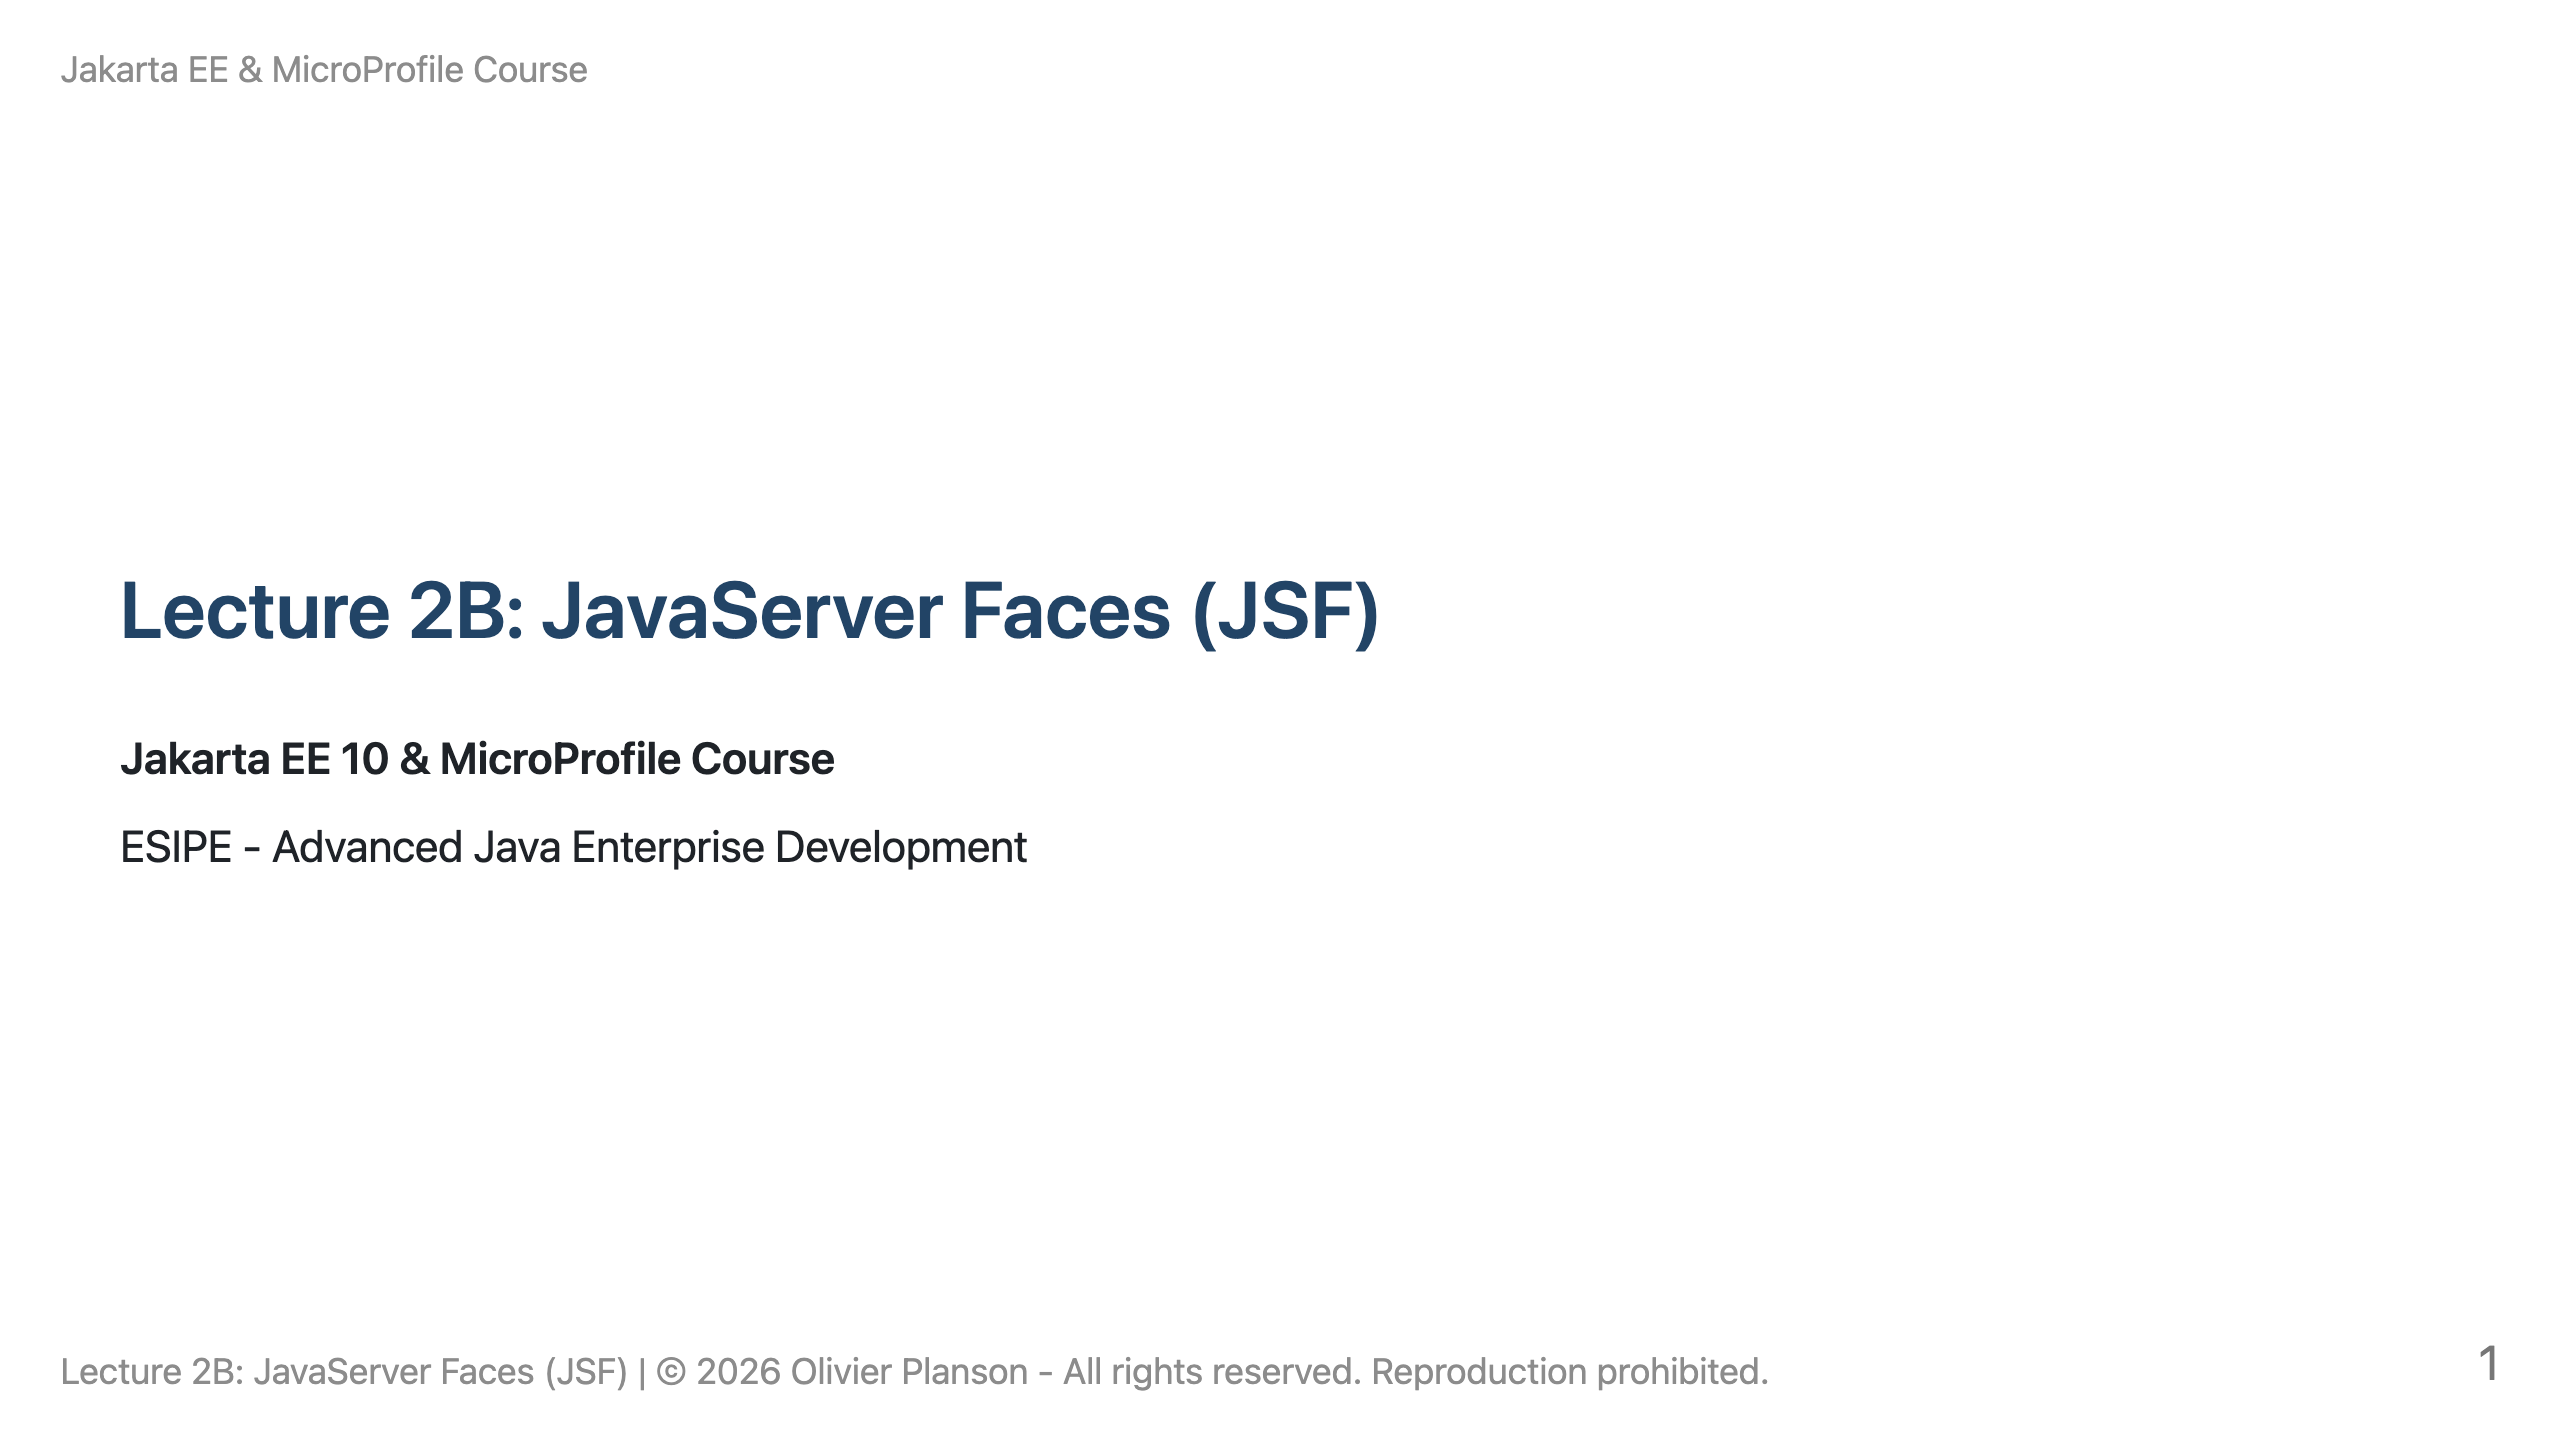 Jakarta EE & MicroProfile Course
Lecture 2B: JavaServer Faces (JSF)
Jakarta EE 10 & MicroProfile Course
ESIPE - Advanced Java Enterprise Development
Lecture 2B: JavaServer Faces (JSF) | © 2026 Olivier Planson - All rights reserved. Reproduction prohibited.
1